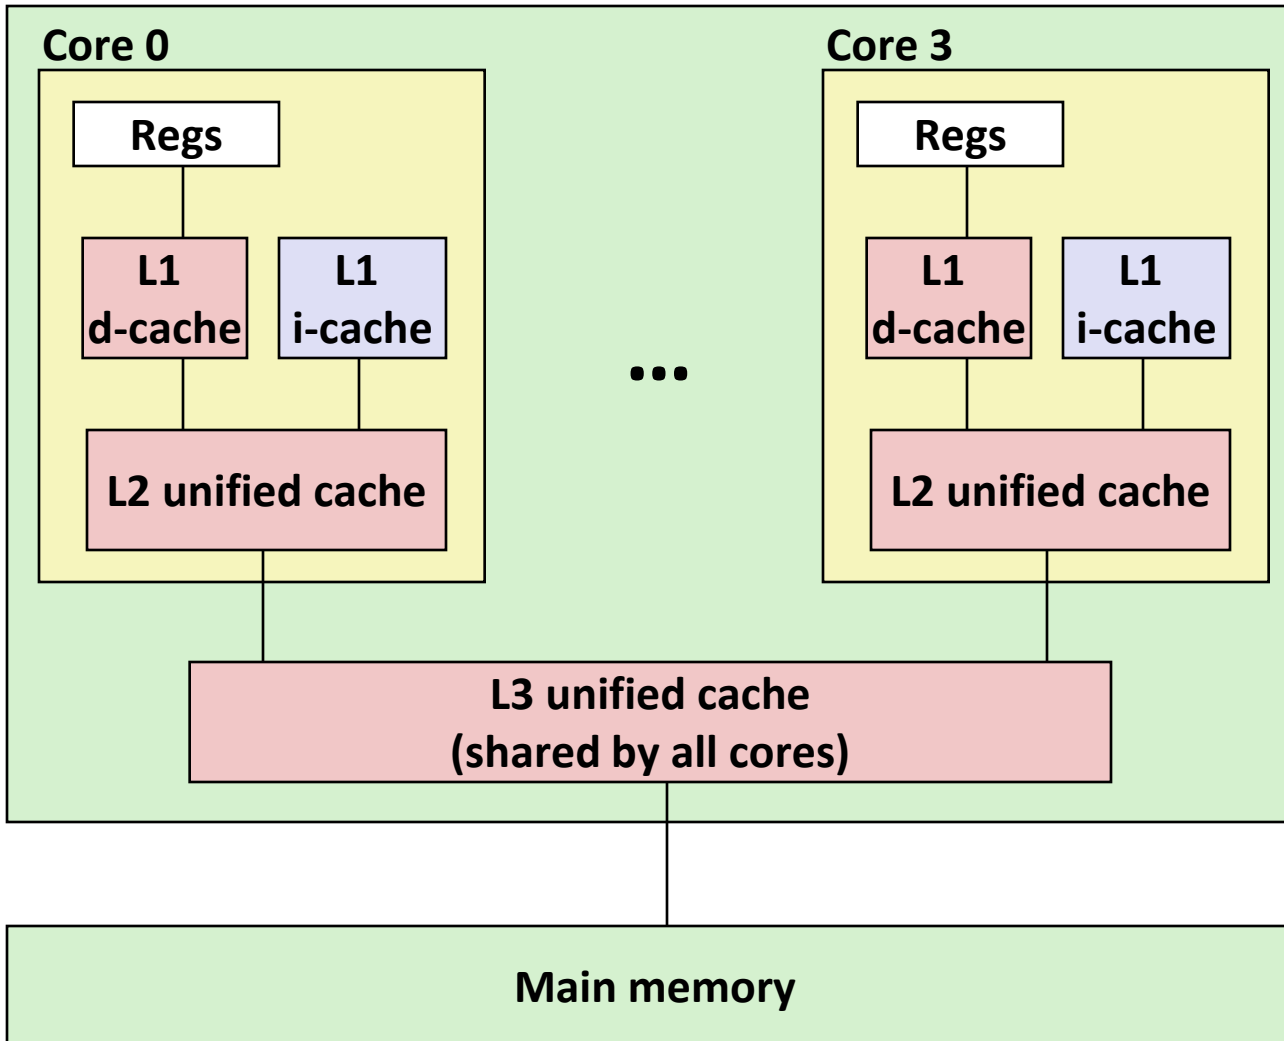 Core 0
Regs
L1
d-cache
L1
i-cache
L2 unified cache
...
Core 3
Regs
L1
d-cache
L1
i-cache
L2 unified cache
L3 unified cache
(shared by all cores)
Main memory